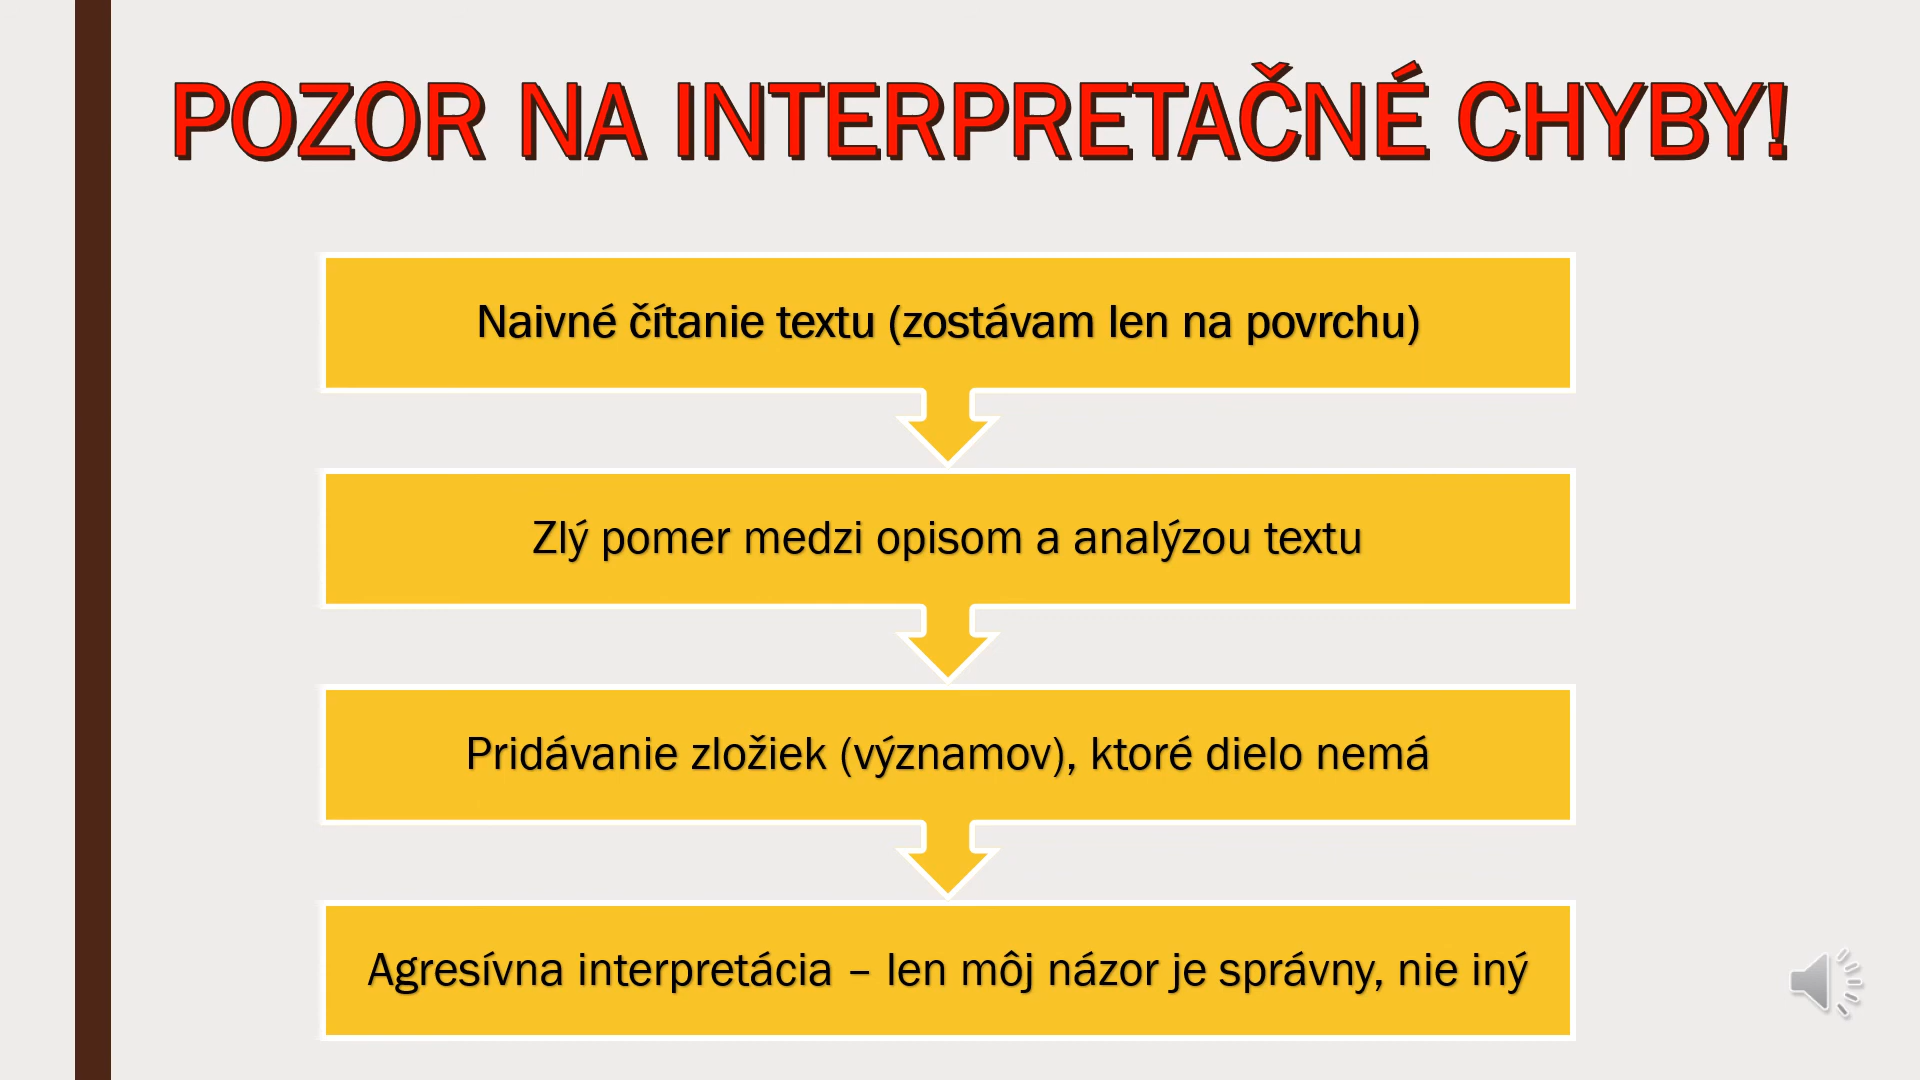 POZOR NA INTERPRETAČNÉ CHYBY!
Naivné čítanie textu (zostávam len na povrchu)
Zlý pomer medzi opisom a analýzou textu
Pridávanie zložiek (významov), ktoré dielo nemá
Agresívna interpretácia – len môj názor je správny, nie iný